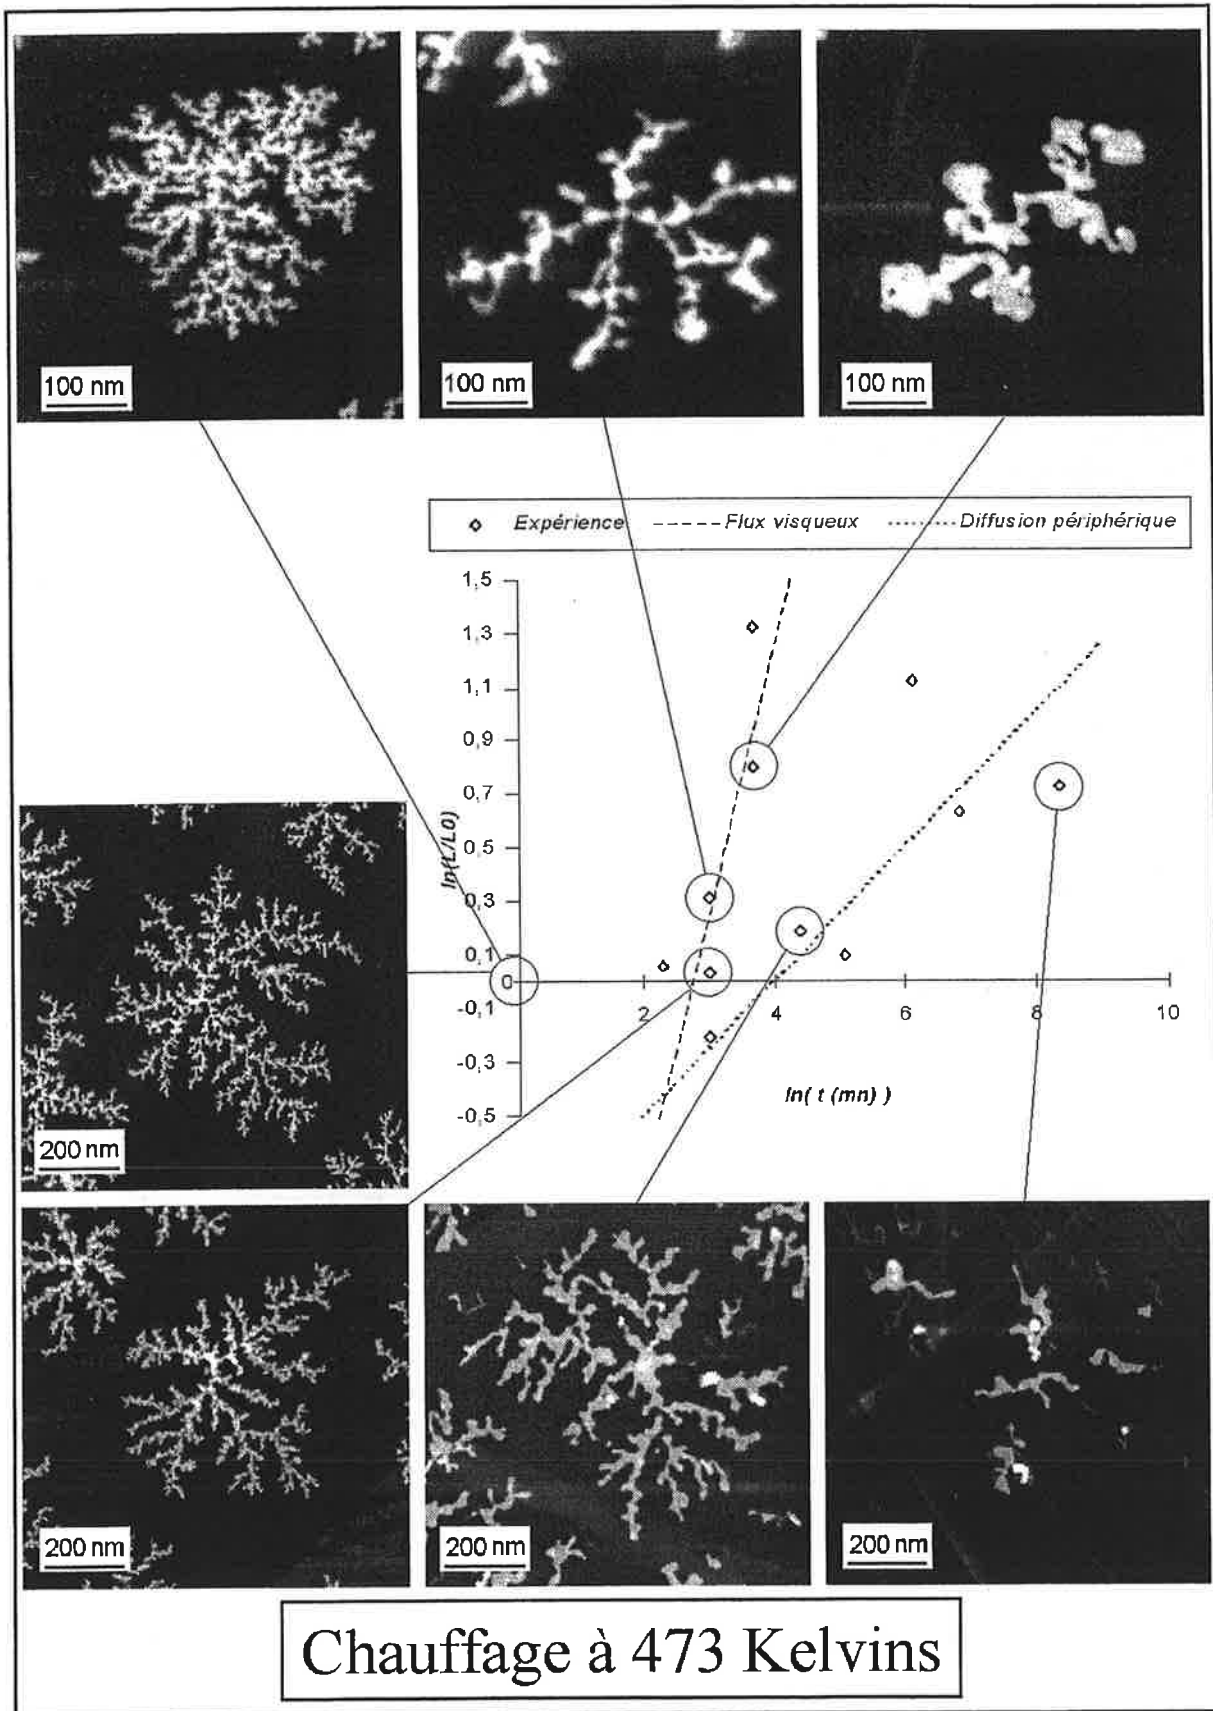 100 nm
100 nm
100 nm
Expérience
Flux visqueux
Diffusion périphérique
1,5
1,3
1,1
0,9
0,7
0,5
0,3
0,1
0
-0,1
-0,3
-0,5
ln(L/L0)
2
4
6
8
10
ln( t (mn) )
200 nm
200 nm
200 nm
200 nm
Chauffage à 473 Kelvins